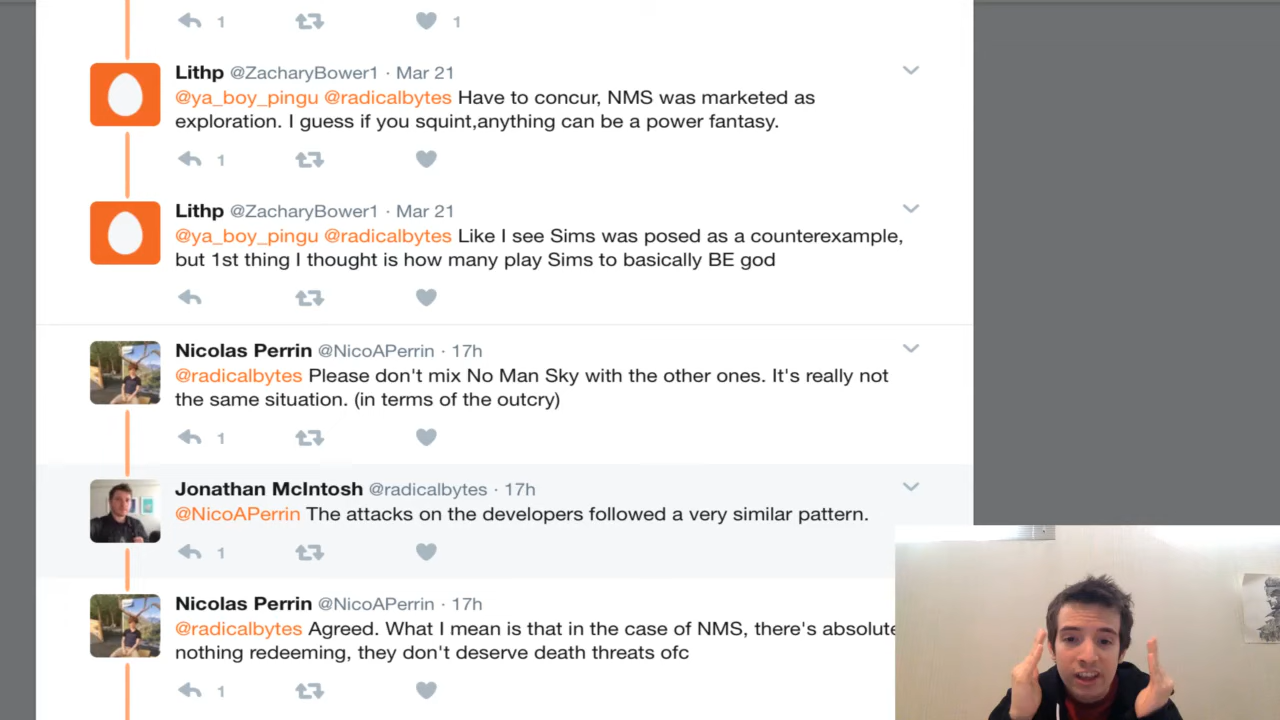 1 1
Lithp @ZacharyBower1 · Mar 21
@ya_boy_pingu @radicalbytes Have to concur, NMS was marketed as
exploration. I guess if you squint,anything can be a power fantasy.
1
Lithp @ZacharyBower1 · Mar 21
@ya_boy_pingu @radicalbytes Like I see Sims was posed as a counterexample,
but 1st thing I thought is how many play Sims to basically BE god
Nicolas Perrin @NicoAPerrin · 17h
@radicalbytes Please don't mix No Man Sky with the other ones. It's really not
the same situation. (in terms of the outcry)
1
Jonathan McIntosh @radicalbytes · 17h
@NicoAPerrin The attacks on the developers followed a very similar pattern.
1
Nicolas Perrin @NicoAPerrin · 17h
@radicalbytes Agreed. What I mean is that in the case of NMS, there's absolute
nothing redeeming, they don't deserve death threats ofc
1